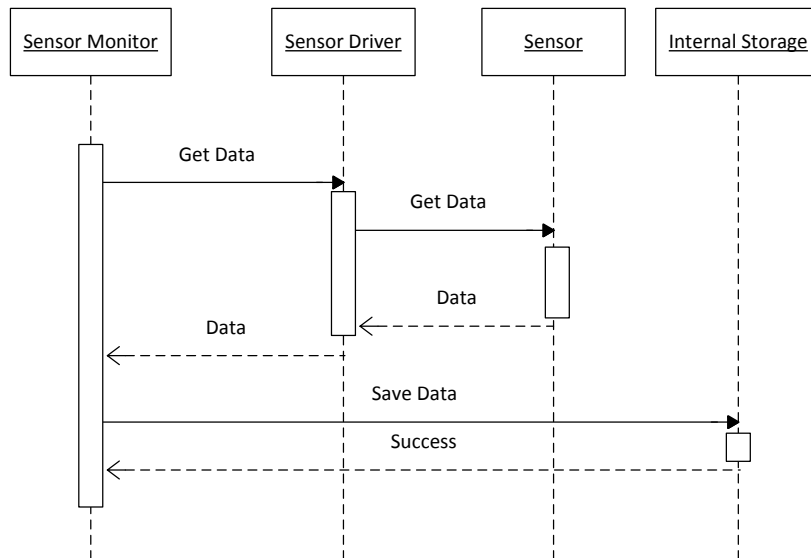 Sensor Monitor
Sensor Driver
Sensor
Internal Storage
Get Data
Get Data
Data
Data
Save Data
Success